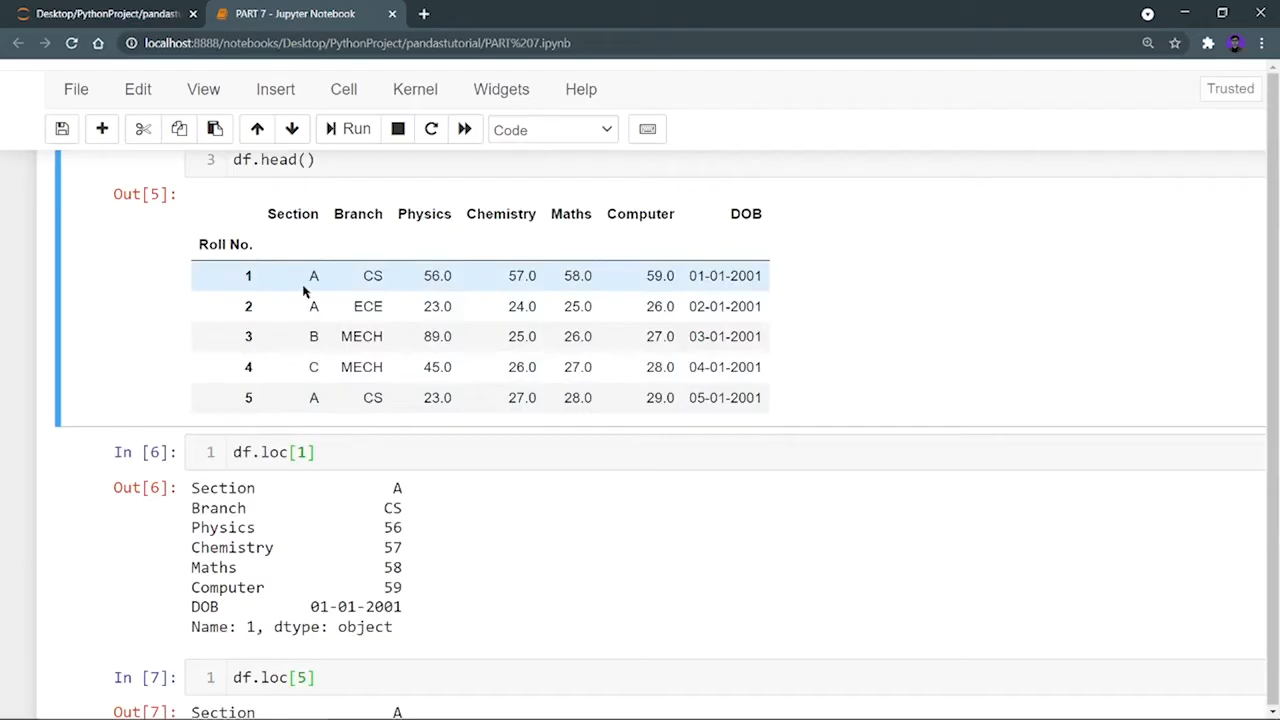 Desktop/PythonProject/pandastut
PART 7 - Jupyter Notebook
localhost:8888/notebooks/Desktop/PythonProject/pandastutorial/PART%207.ipynb
File Edit View Insert Cell Kernel Widgets Help Trusted
Run Code
3 df.head()
Out[5]:
Section Branch Physics Chemistry Maths Computer DOB
Roll No.
1 A CS 56.0 57.0 58.0 59.0 01-01-2001
2 A ECE 23.0 24.0 25.0 26.0 02-01-2001
3 B MECH 89.0 25.0 26.0 27.0 03-01-2001
4 C MECH 45.0 26.0 27.0 28.0 04-01-2001
5 A CS 23.0 27.0 28.0 29.0 05-01-2001
In [6]: 1 df.loc[1]
Out[6]: Section A
Branch CS
Physics 56
Chemistry 57
Maths 58
Computer 59
DOB 01-01-2001
Name: 1, dtype: object
In [7]: 1 df.loc[5]
Out[7]: Section A